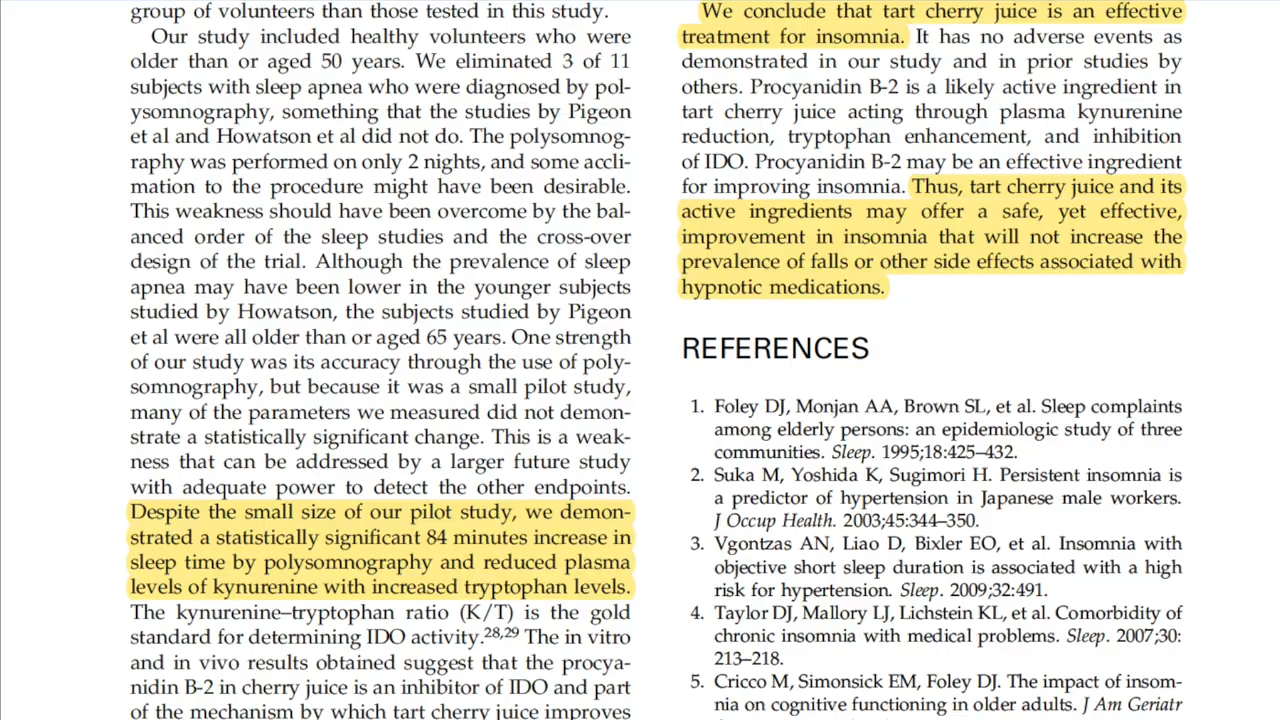 group of volunteers than those tested in this study.
Our study included healthy volunteers who were
older than or aged 50 years. We eliminated 3 of 11
subjects with sleep apnea who were diagnosed by pol-
ysomnography, something that the studies by Pigeon
et al and Howatson et al did not do. The polysomnog-
raphy was performed on only 2 nights, and some accli-
mation to the procedure might have been desirable.
This weakness should have been overcome by the bal-
anced order of the sleep studies and the cross-over
design of the trial. Although the prevalence of sleep
apnea may have been lower in the younger subjects
studied by Howatson, the subjects studied by Pigeon
et al were all older than or aged 65 years. One strength
of our study was its accuracy through the use of poly-
somnography, but because it was a small pilot study,
many of the parameters we measured did not demon-
strate a statistically significant change. This is a weak-
ness that can be addressed by a larger future study
with adequate power to detect the other endpoints.
Despite the small size of our pilot study, we demon-
strated a statistically significant 84 minutes increase in
sleep time by polysomnography and reduced plasma
levels of kynurenine with increased tryptophan levels.
The kynurenine–tryptophan ratio (K/T) is the gold
standard for determining IDO activity.28,29 The in vitro
and in vivo results obtained suggest that the procya-
nidin B-2 in cherry juice is an inhibitor of IDO and part
of the mechanism by which tart cherry juice improves
We conclude that tart cherry juice is an effective
treatment for insomnia. It has no adverse events as
demonstrated in our study and in prior studies by
others. Procyanidin B-2 is a likely active ingredient in
tart cherry juice acting through plasma kynurenine
reduction, tryptophan enhancement, and inhibition
of IDO. Procyanidin B-2 may be an effective ingredient
for improving insomnia. Thus, tart cherry juice and its
active ingredients may offer a safe, yet effective,
improvement in insomnia that will not increase the
prevalence of falls or other side effects associated with
hypnotic medications.
REFERENCES
1. Foley DJ, Monjan AA, Brown SL, et al. Sleep complaints
among elderly persons: an epidemiologic study of three
communities. Sleep. 1995;18:425–432.
2. Suka M, Yoshida K, Sugimori H. Persistent insomnia is
a predictor of hypertension in Japanese male workers.
J Occup Health. 2003;45:344–350.
3. Vgontzas AN, Liao D, Bixler EO, et al. Insomnia with
objective short sleep duration is associated with a high
risk for hypertension. Sleep. 2009;32:491.
4. Taylor DJ, Mallory LJ, Lichstein KL, et al. Comorbidity of
chronic insomnia with medical problems. Sleep. 2007;30:
213–218.
5. Cricco M, Simonsick EM, Foley DJ. The impact of insom-
nia on cognitive functioning in older adults. J Am Geriatr